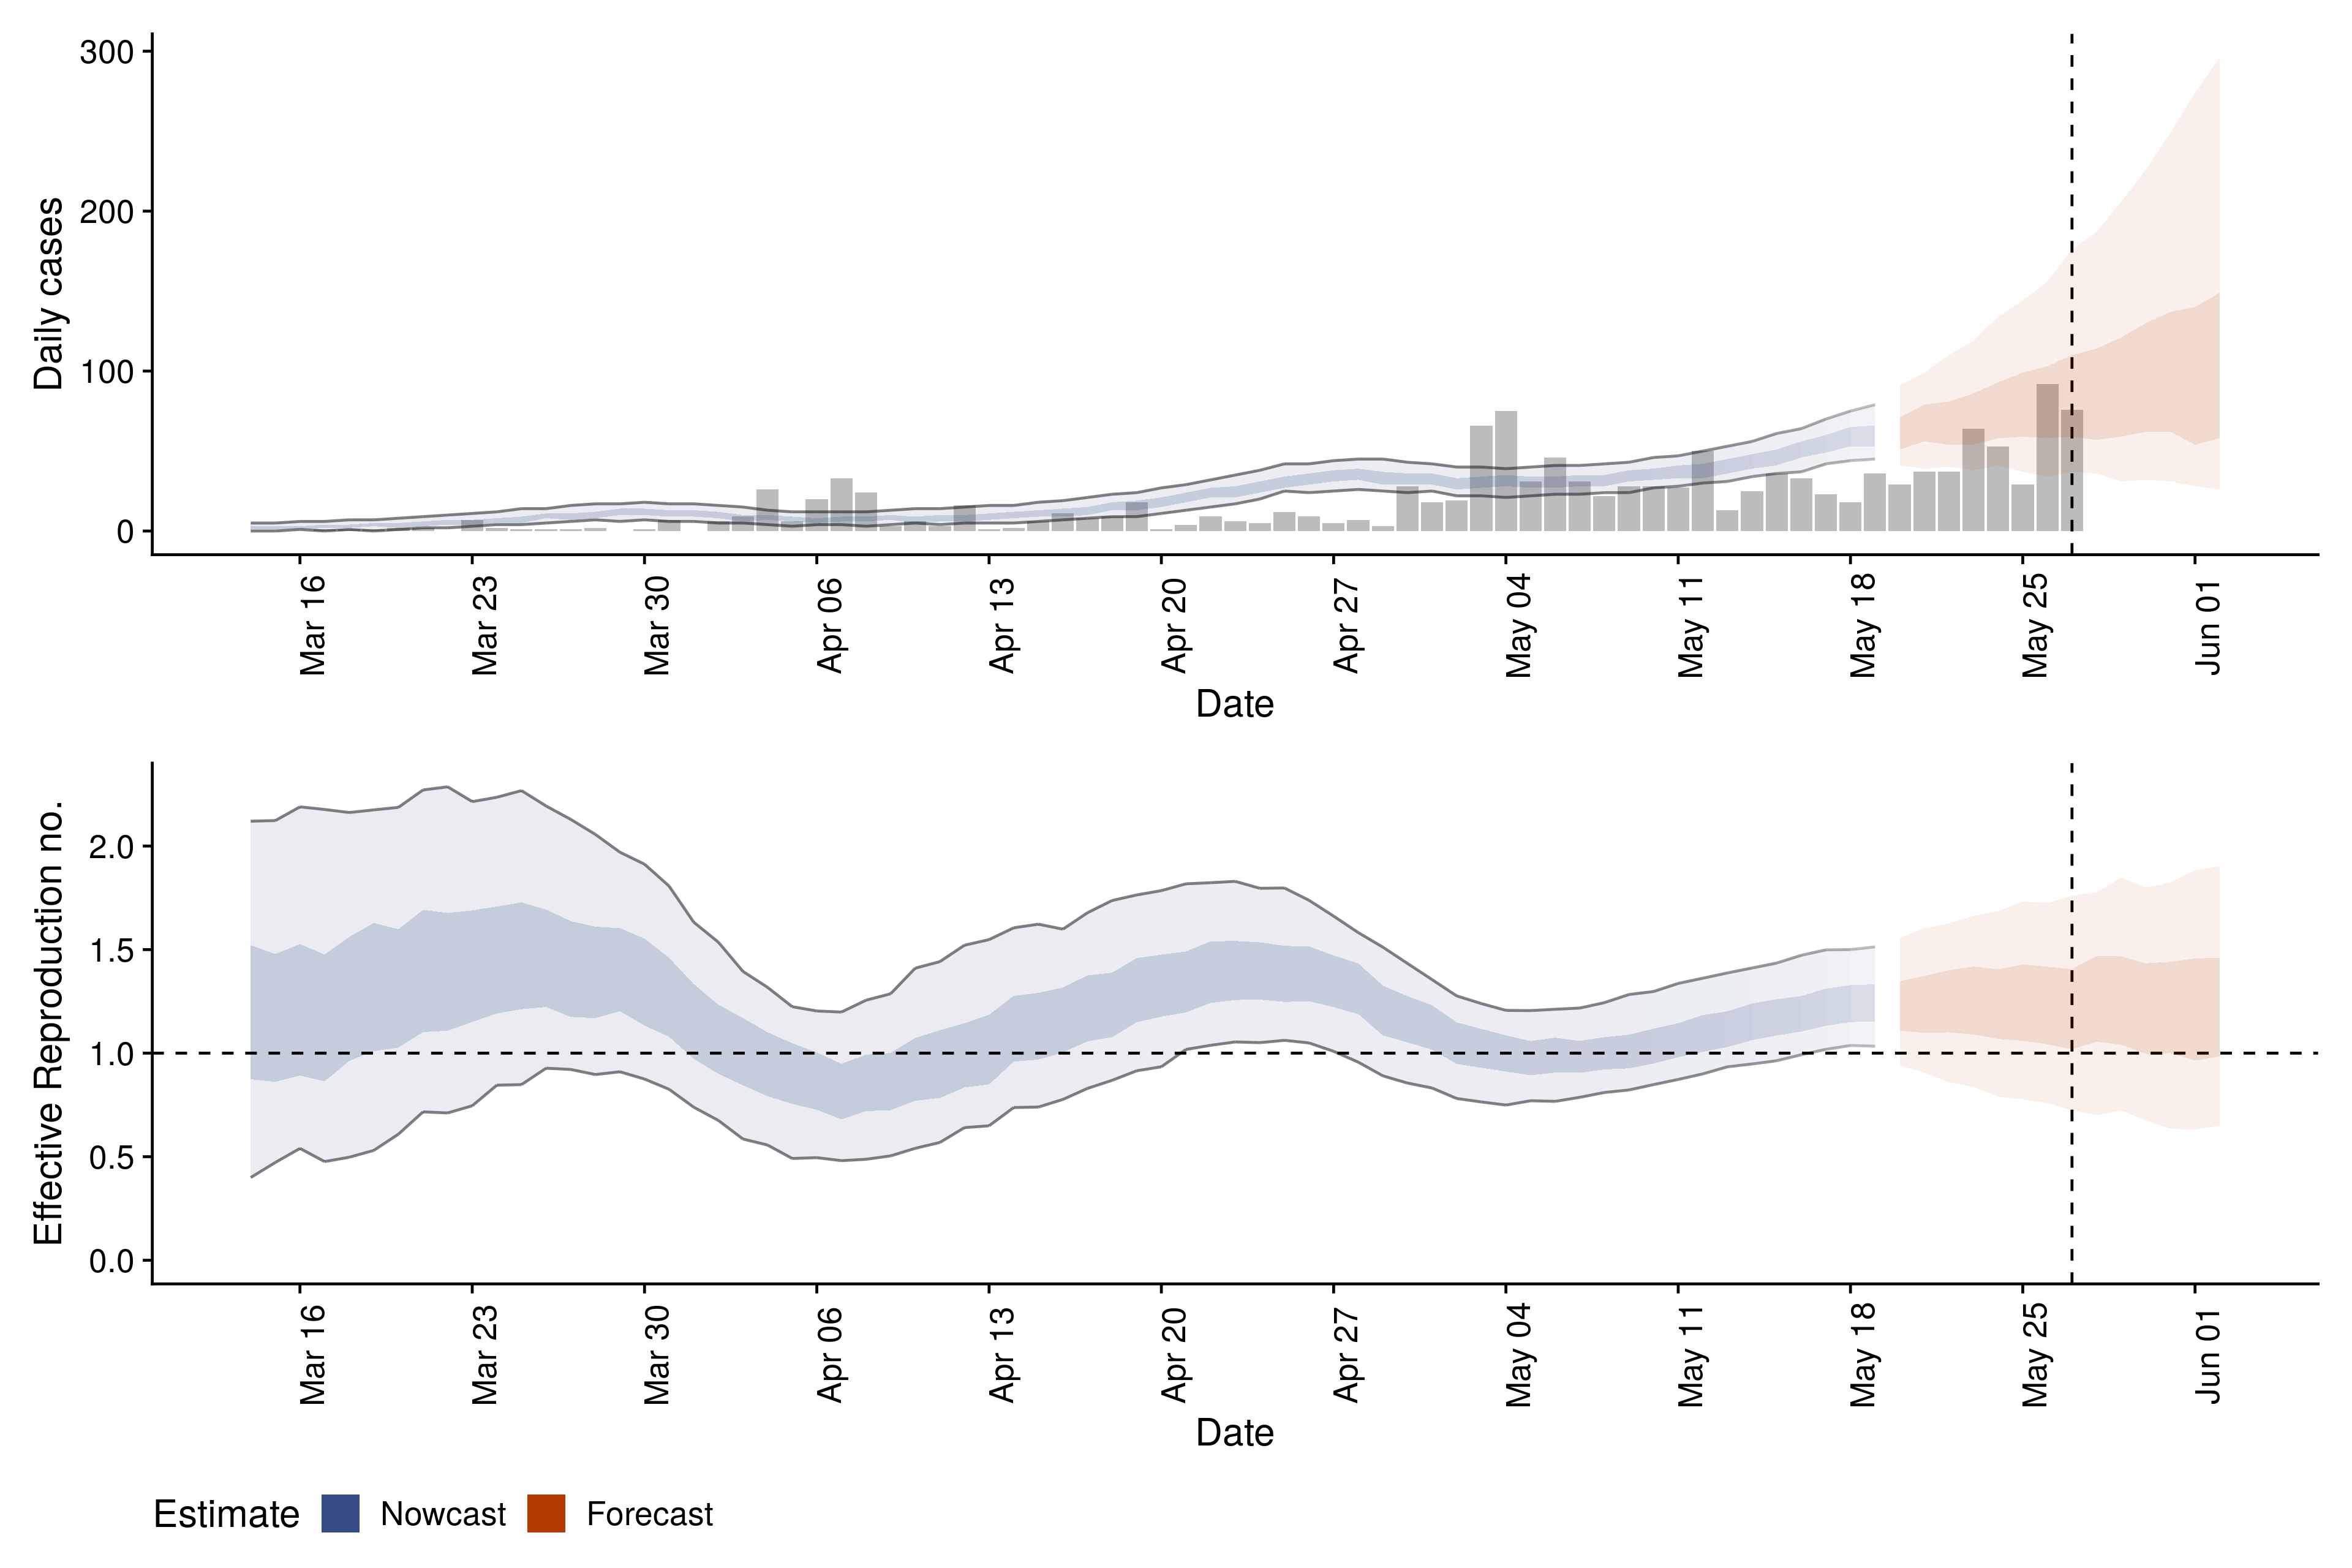 Daily cases
300
200
100
0
Mar 16
Mar 23
Mar 30
Apr 06
Apr 13
Apr 20
Apr 27
May 04
May 11
May 18
May 25
Jun 01
Date
Effective Reproduction no.
2.0
1.5
1.0
0.5
0.0
Mar 16
Mar 23
Mar 30
Apr 06
Apr 13
Apr 20
Apr 27
May 04
May 11
May 18
May 25
Jun 01
Date
Estimate Nowcast Forecast